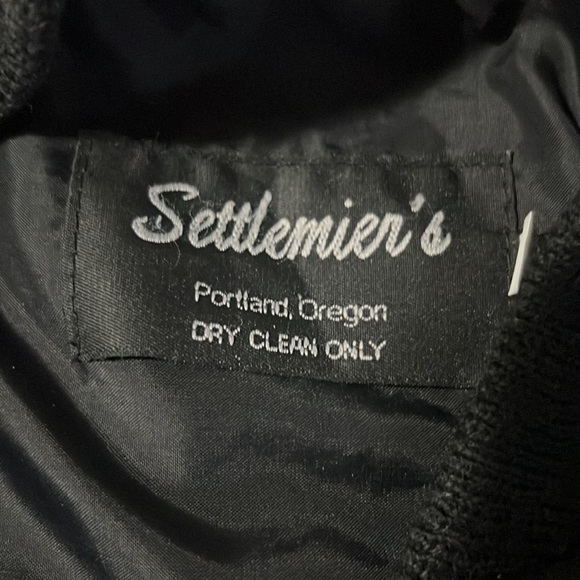 Settlemier's
Portland, Oregon
DRY CLEAN ONLY